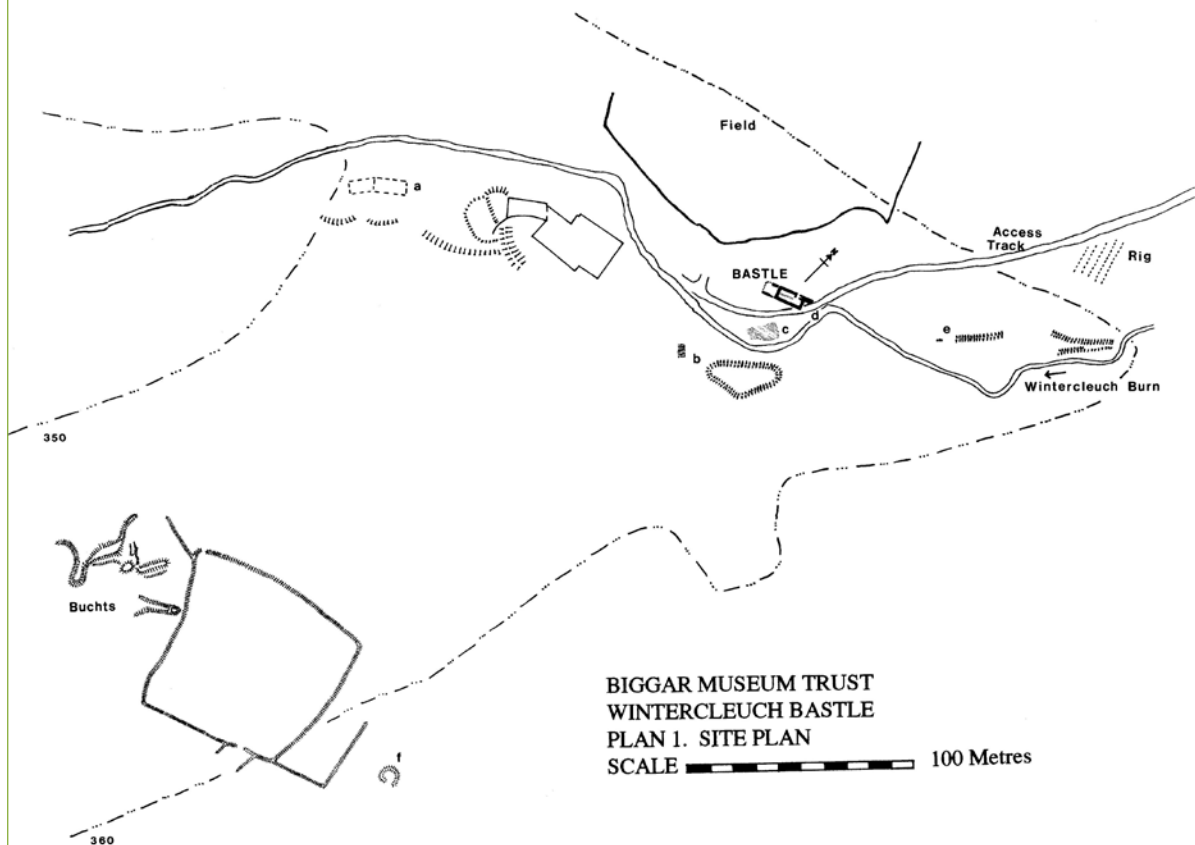 Field
a
Access
Track
Rig
BASTLE
N
d
c
e
b
Wintercleuch Burn
350
Buchts
f
360
BIGGAR MUSEUM TRUST
WINTERCLEUCH BASTLE
PLAN 1. SITE PLAN
SCALE 100 Metres